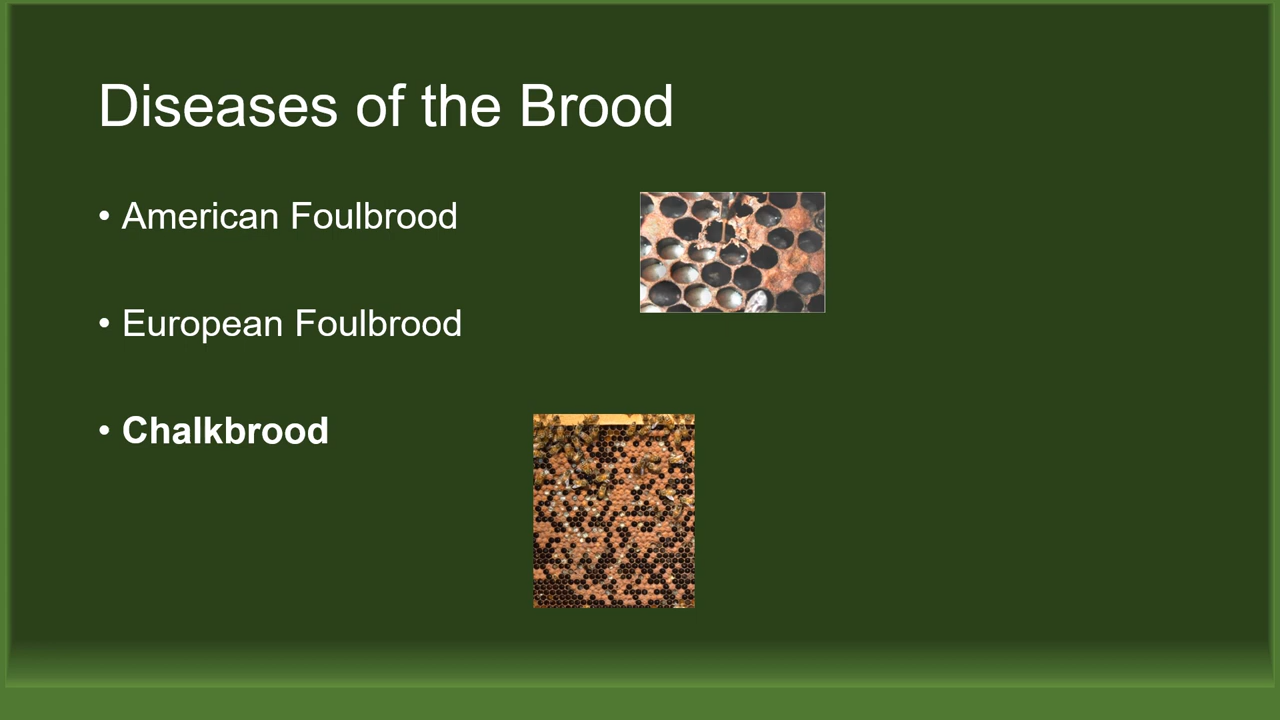 Diseases of the Brood
• American Foulbrood
• European Foulbrood
• Chalkbrood